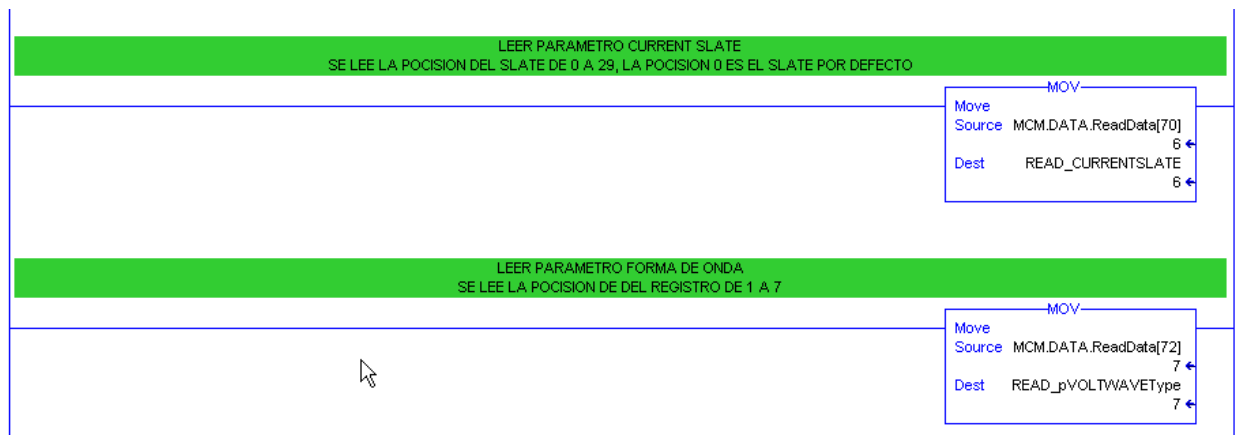 LEER PARAMETRO CURRENT SLATE
SE LEE LA POCISION DEL SLATE DE 0 A 29, LA POCISION 0 ES EL SLATE POR DEFECTO
MOV
Move
Source MCM.DATA.ReadData[70]
6
Dest READ_CURRENTSLATE
6
LEER PARAMETRO FORMA DE ONDA
SE LEE LA POCISION DE DEL REGISTRO DE 1 A 7
MOV
Move
Source MCM.DATA.ReadData[72]
7
Dest READ_pVOLTWAVEType
7